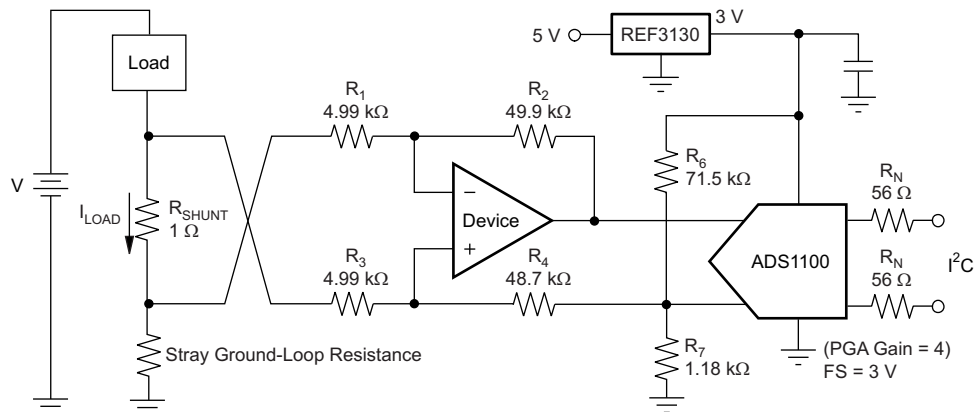 3 V
5 V
REF3130
Load
R1
4.99 kΩ
R2
49.9 kΩ
R6
71.5 kΩ
V
ILOAD
RSHUNT
1 Ω
−
Device
+
RN
56 Ω
ADS1100
I²C
RN
56 Ω
R3
4.99 kΩ
R4
48.7 kΩ
Stray Ground-Loop Resistance
R7
1.18 kΩ
(PGA Gain = 4)
FS = 3 V